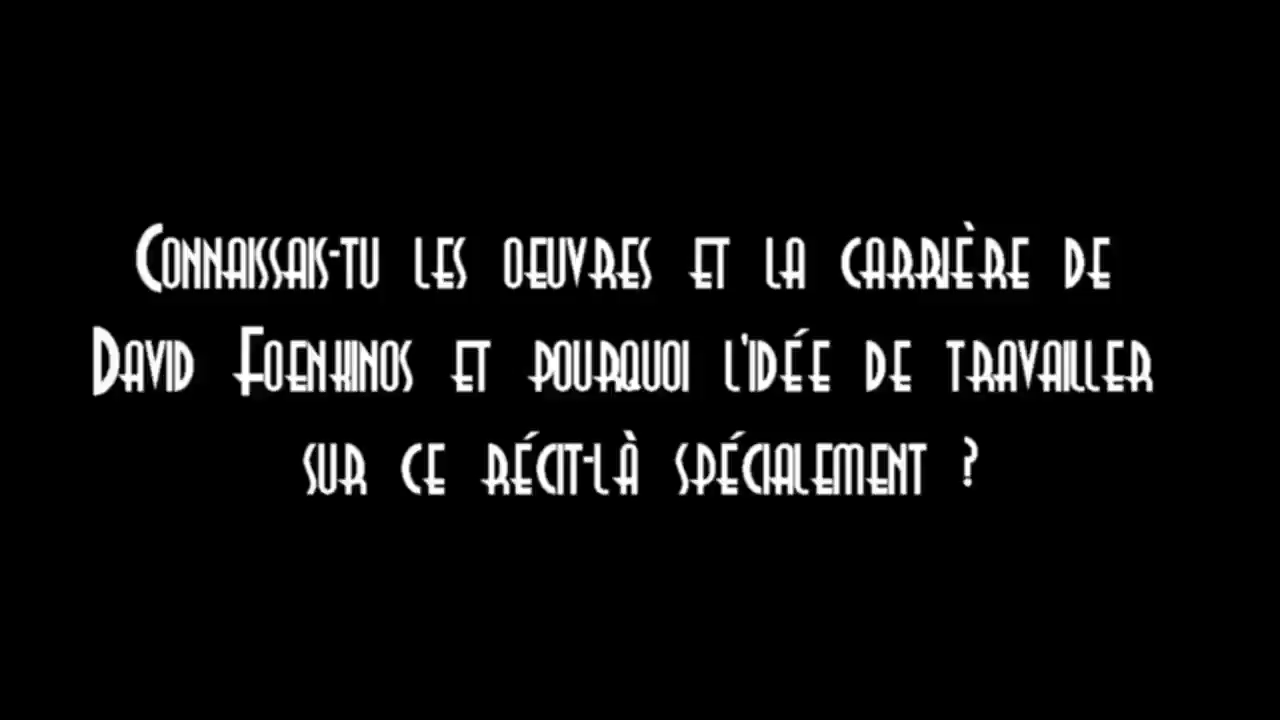 Connaissais-tu les oeuvres et la carrière de
David Foenkinos et pourquoi l'idée de travailler
sur ce récit-là spécialement ?